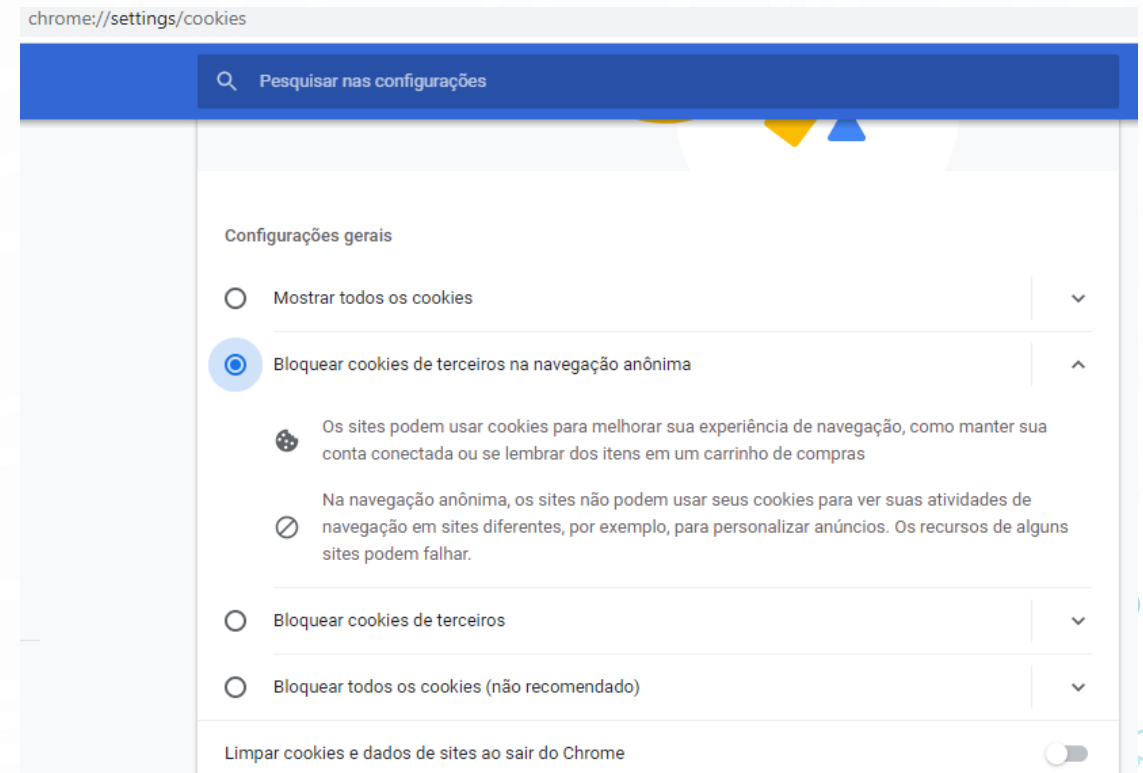 chrome://settings/cookies
Pesquisar nas configurações
Configurações gerais
Mostrar todos os cookies
Bloquear cookies de terceiros na navegação anônima
Os sites podem usar cookies para melhorar sua experiência de navegação, como manter sua
conta conectada ou se lembrar dos itens em um carrinho de compras
Na navegação anônima, os sites não podem usar seus cookies para ver suas atividades de
navegação em sites diferentes, por exemplo, para personalizar anúncios. Os recursos de alguns
sites podem falhar.
Bloquear cookies de terceiros
Bloquear todos os cookies (não recomendado)
Limpar cookies e dados de sites ao sair do Chrome